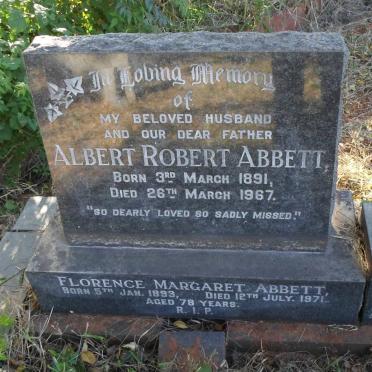 In Loving Memory
of
MY BELOVED HUSBAND
AND OUR DEAR FATHER
ALBERT ROBERT ABBETT,
BORN 3RD MARCH 1891,
DIED 26TH MARCH 1967.
"SO DEARLY LOVED SO SADLY MISSED."
FLORENCE MARGARET ABBETT,
BORN 5TH JAN. 1893, DIED 12TH JULY. 1971.
AGED 78 YEARS.
R.I.P.